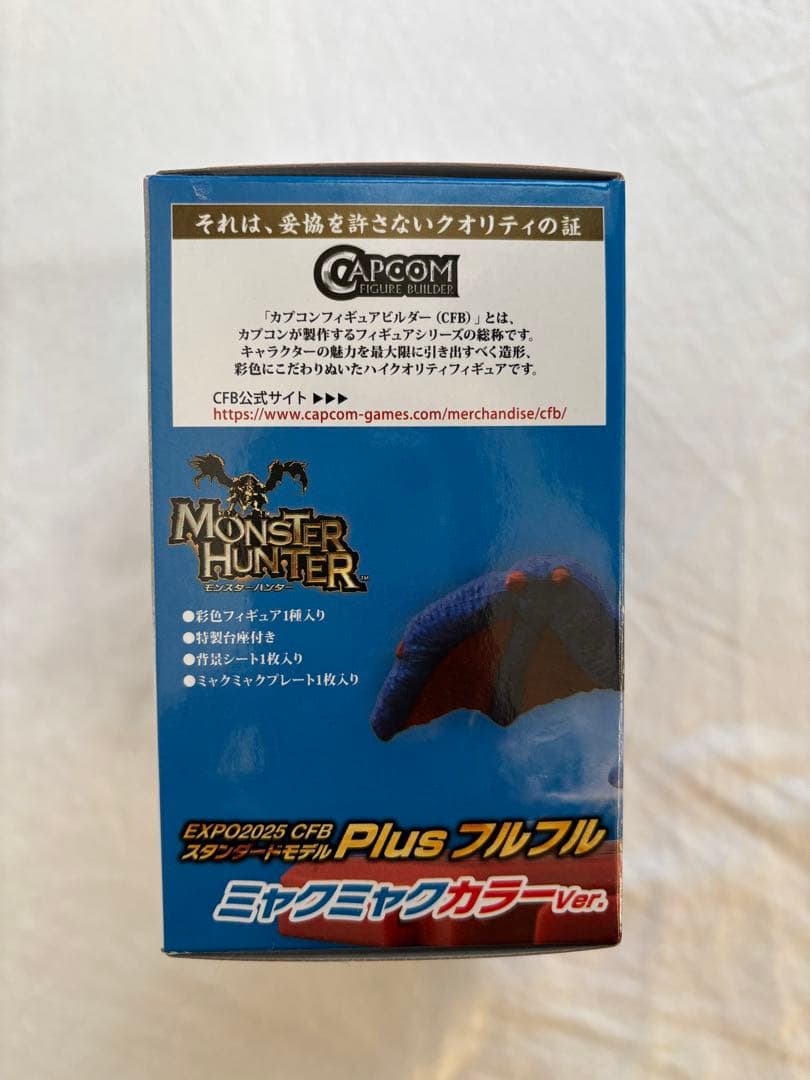 それは、妥協を許さないクオリティの証
CAPCOM
FIGURE BUILDER
「カプコンフィギュアビルダー（CFB）」とは、
カプコンが製作するフィギュアシリーズの総称です。
キャラクターの魅力を最大限に引き出すべく造形、
彩色にこだわりぬいたハイクオリティフィギュアです。
CFB公式サイト ▶▶▶
https://www.capcom-games.com/merchandise/cfb/
MONSTER
HUNTER™
モンスターハンター
●彩色フィギュア1種入り
●特製台座付き
●背景シート1枚入り
●ミャクミャクプレート1枚入り
EXPO2025 CFB
スタンダードモデル Plus フルフル
ミャクミャクカラーVer.